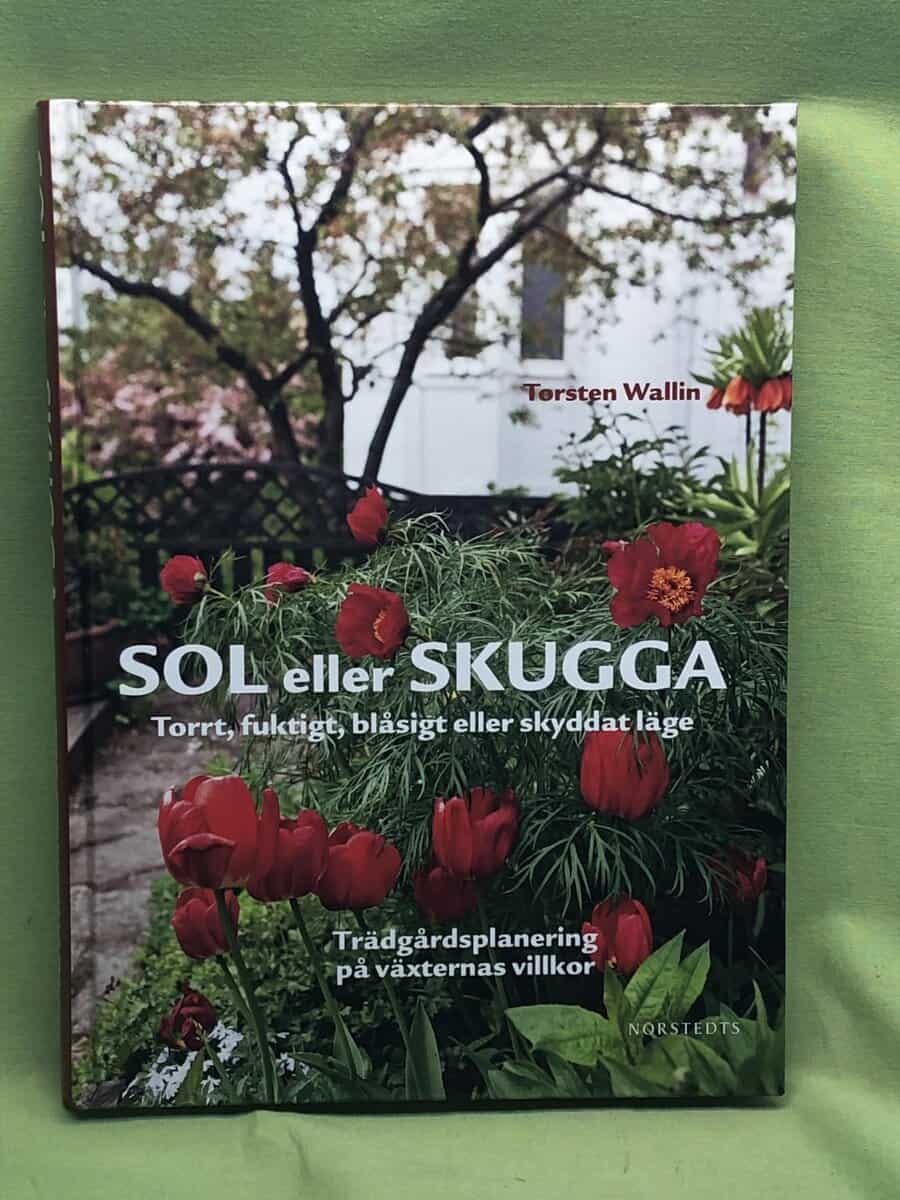 Torsten Wallin
SOL eller SKUGGA
Torrt, fuktigt, blåsigt eller skyddat läge
Trädgårdsplanering
på växternas villkor
NORSTEDTS